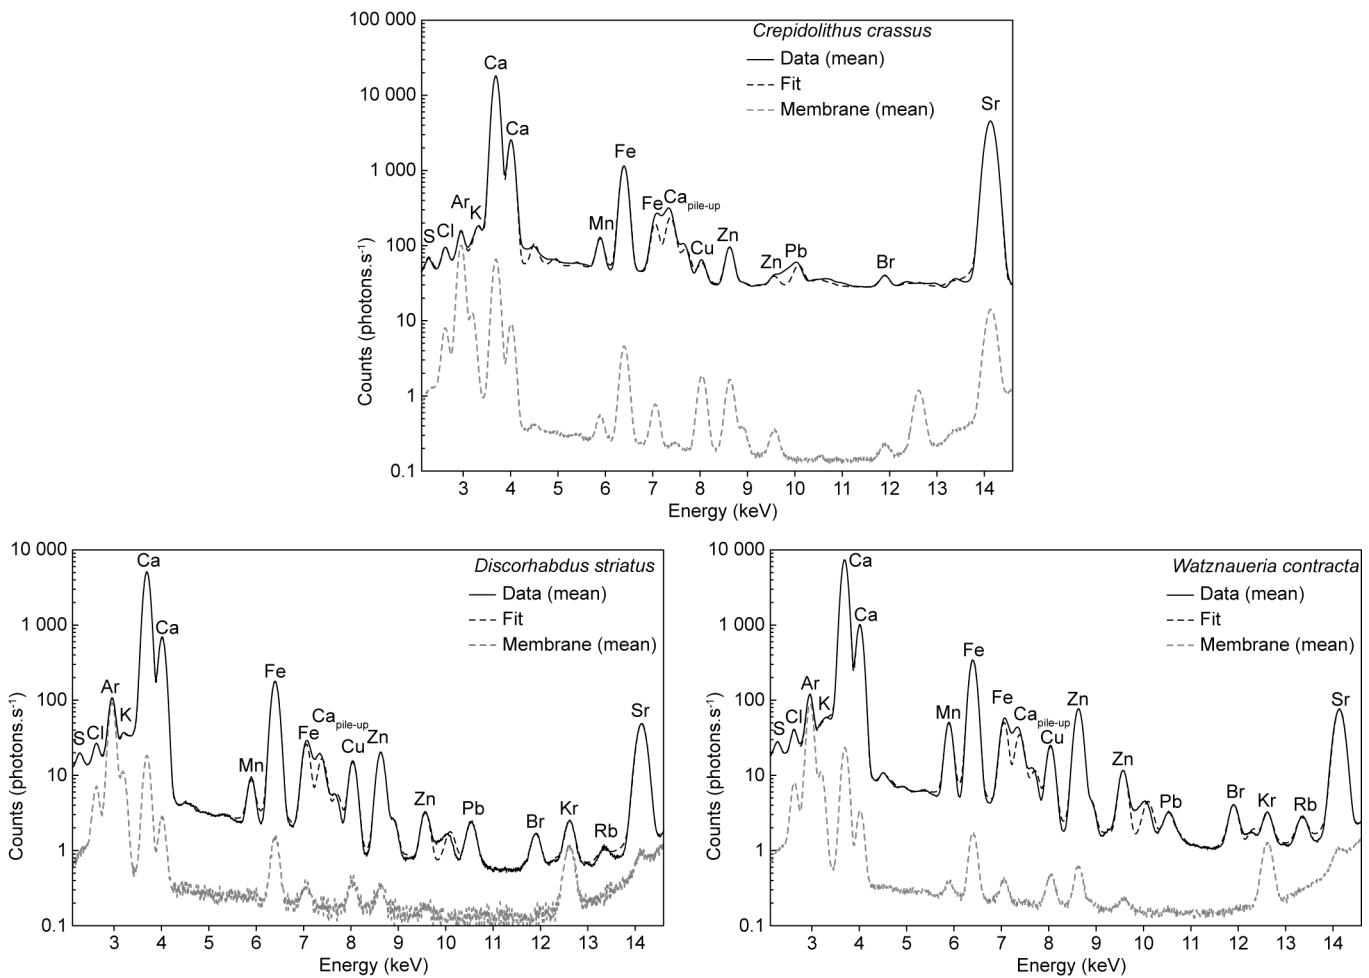 100 000
10 000
1 000
100
10
1
0.1
Counts (photons.s⁻¹)
Crepidolithus crassus
Data (mean)
Fit
Membrane (mean)
S Cl Ar K Ca Ca Mn Fe Fe Ca pile-up Cu Zn Zn Pb Br Sr
3 4 5 6 7 8 9 10 11 12 13 14
Energy (keV)
10 000
1 000
100
10
1
0.1
Counts (photons.s⁻¹)
Discorhabdus striatus
Data (mean)
Fit
Membrane (mean)
S Cl Ar K Ca Ca Mn Fe Fe Ca pile-up Cu Zn Zn Pb Br Kr Rb Sr
3 4 5 6 7 8 9 10 11 12 13 14
Energy (keV)
10 000
1 000
100
10
1
0.1
Counts (photons.s⁻¹)
Watznaueria contracta
Data (mean)
Fit
Membrane (mean)
S Cl Ar K Ca Ca Mn Fe Fe Ca pile-up Cu Zn Zn Pb Br Kr Rb Sr
3 4 5 6 7 8 9 10 11 12 13 14
Energy (keV)